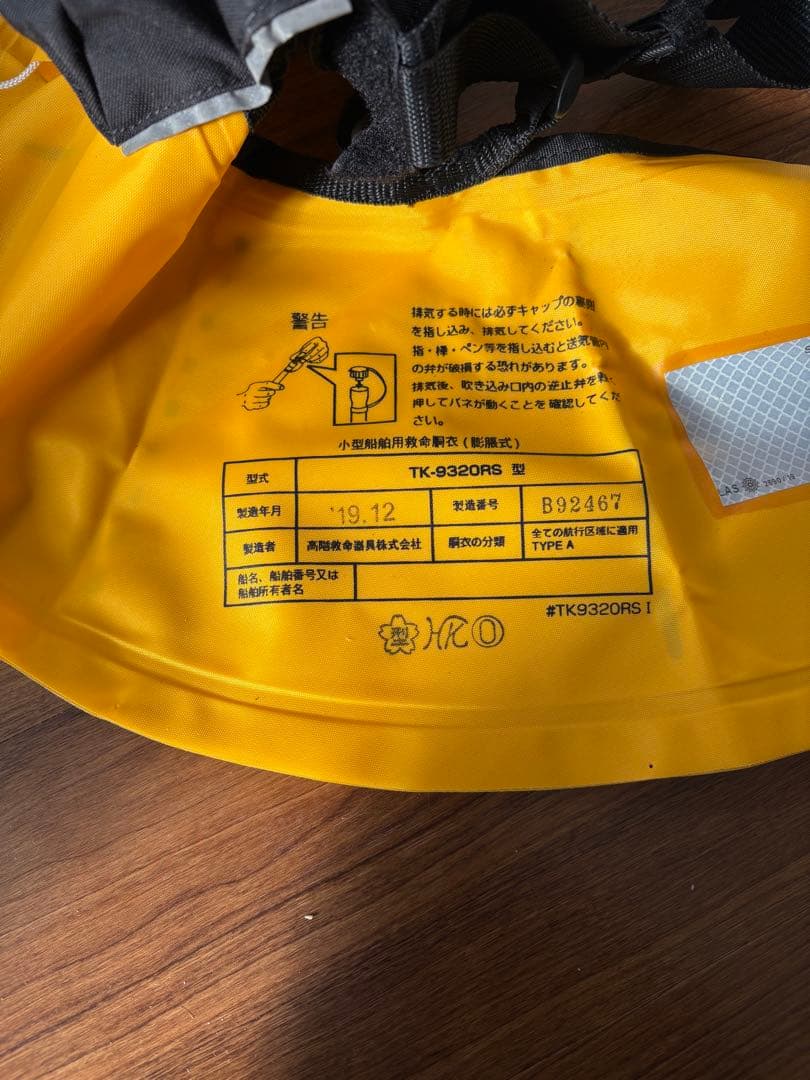 警告
排気する時には必ずキャップの裏側
を指し込み、排気してください。
指・棒・ペン等を指し込むと送気管内
の弁が破損する恐れがあります。
排気後、吹き込み口内の逆止弁を軽く
押してバネが動くことを確認してくだ
さい。
小型船舶用救命胴衣(膨脹式)
型式 TK-9320RS 型
製造年月 '19.12 製造番号 B92467
製造者 高階救命器具株式会社 胴衣の分類 全ての航行区域に適用 TYPE A
船名、船舶番号又は
船舶所有者名
#TK9320RS I
型 HK 0